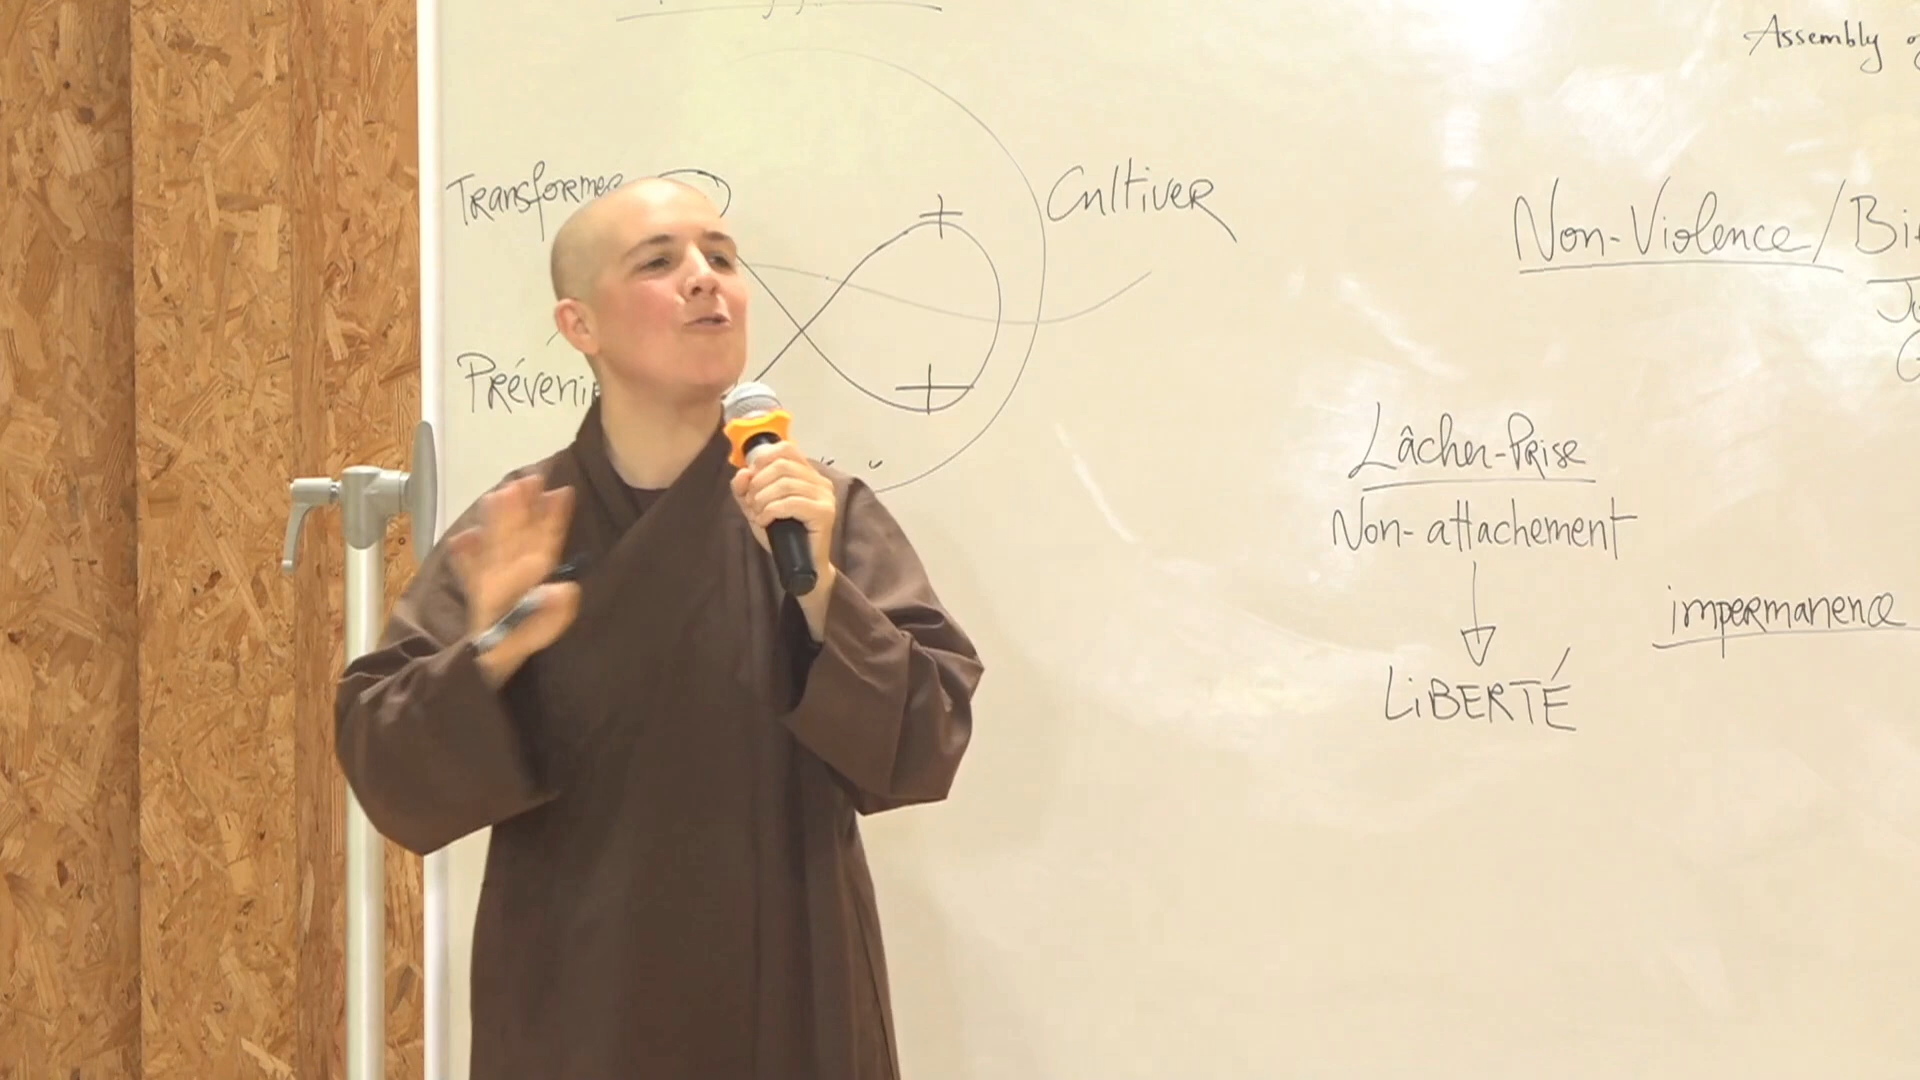 Assembly
Transformer
Cultiver
Non-Violence /
Prévenir
Lâcher-Prise
Non-attachement
impermanence
LiBERTÉ